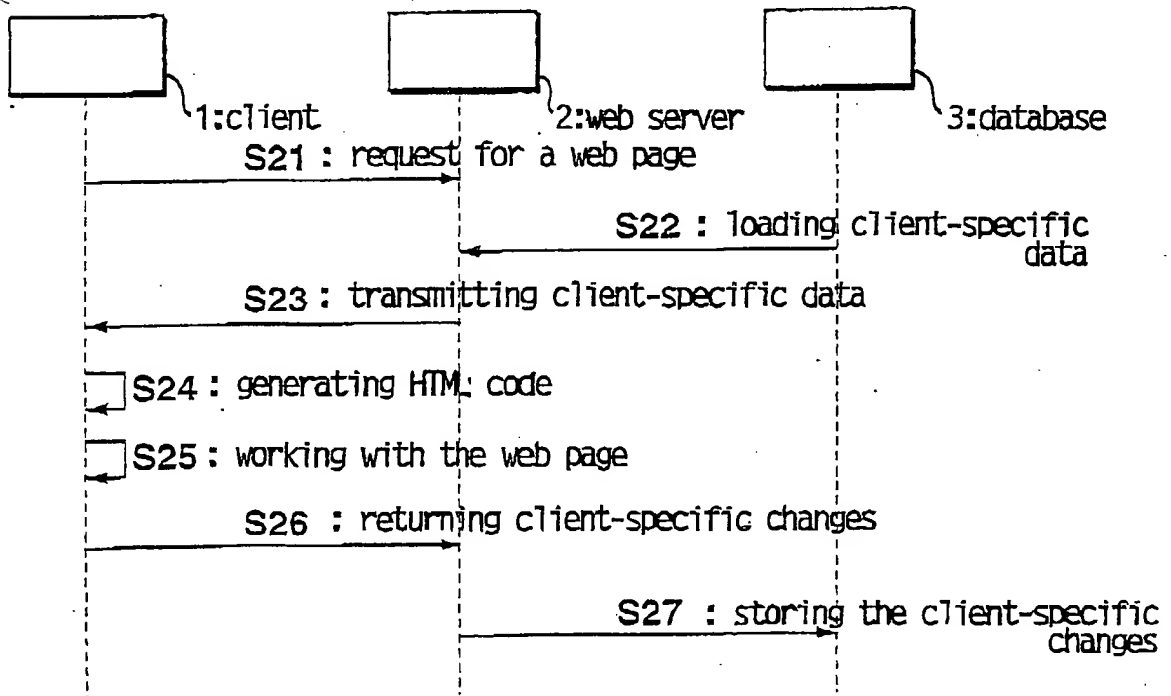 1:client
2:web server
3:database
S21 : request for a web page
S22 : loading client-specific
data
S23 : transmitting client-specific data
S24 : generating HTML code
S25 : working with the web page
S26 : returning client-specific changes
S27 : storing the client-specific
changes